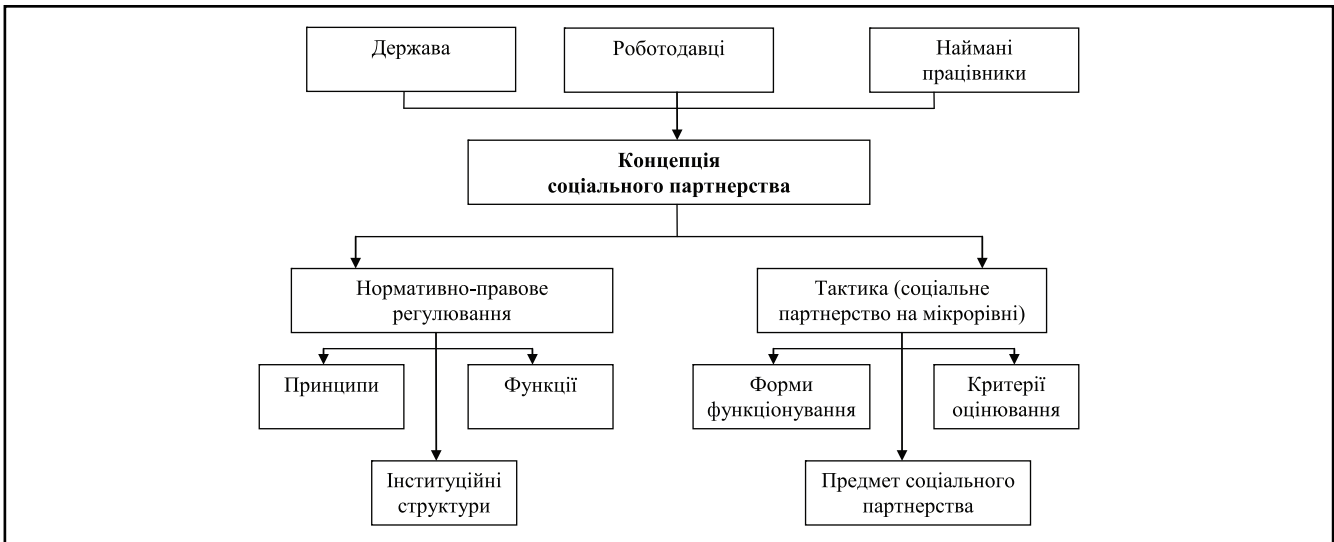 Держава
Роботодавці
Наймані
працівники
Концепція
соціального партнерства
Нормативно-правове
регулювання
Тактика (соціальне
партнерство на мікрорівні)
Принципи
Функції
Форми
функціонування
Критерії
оцінювання
Інституційні
структури
Предмет соціального
партнерства